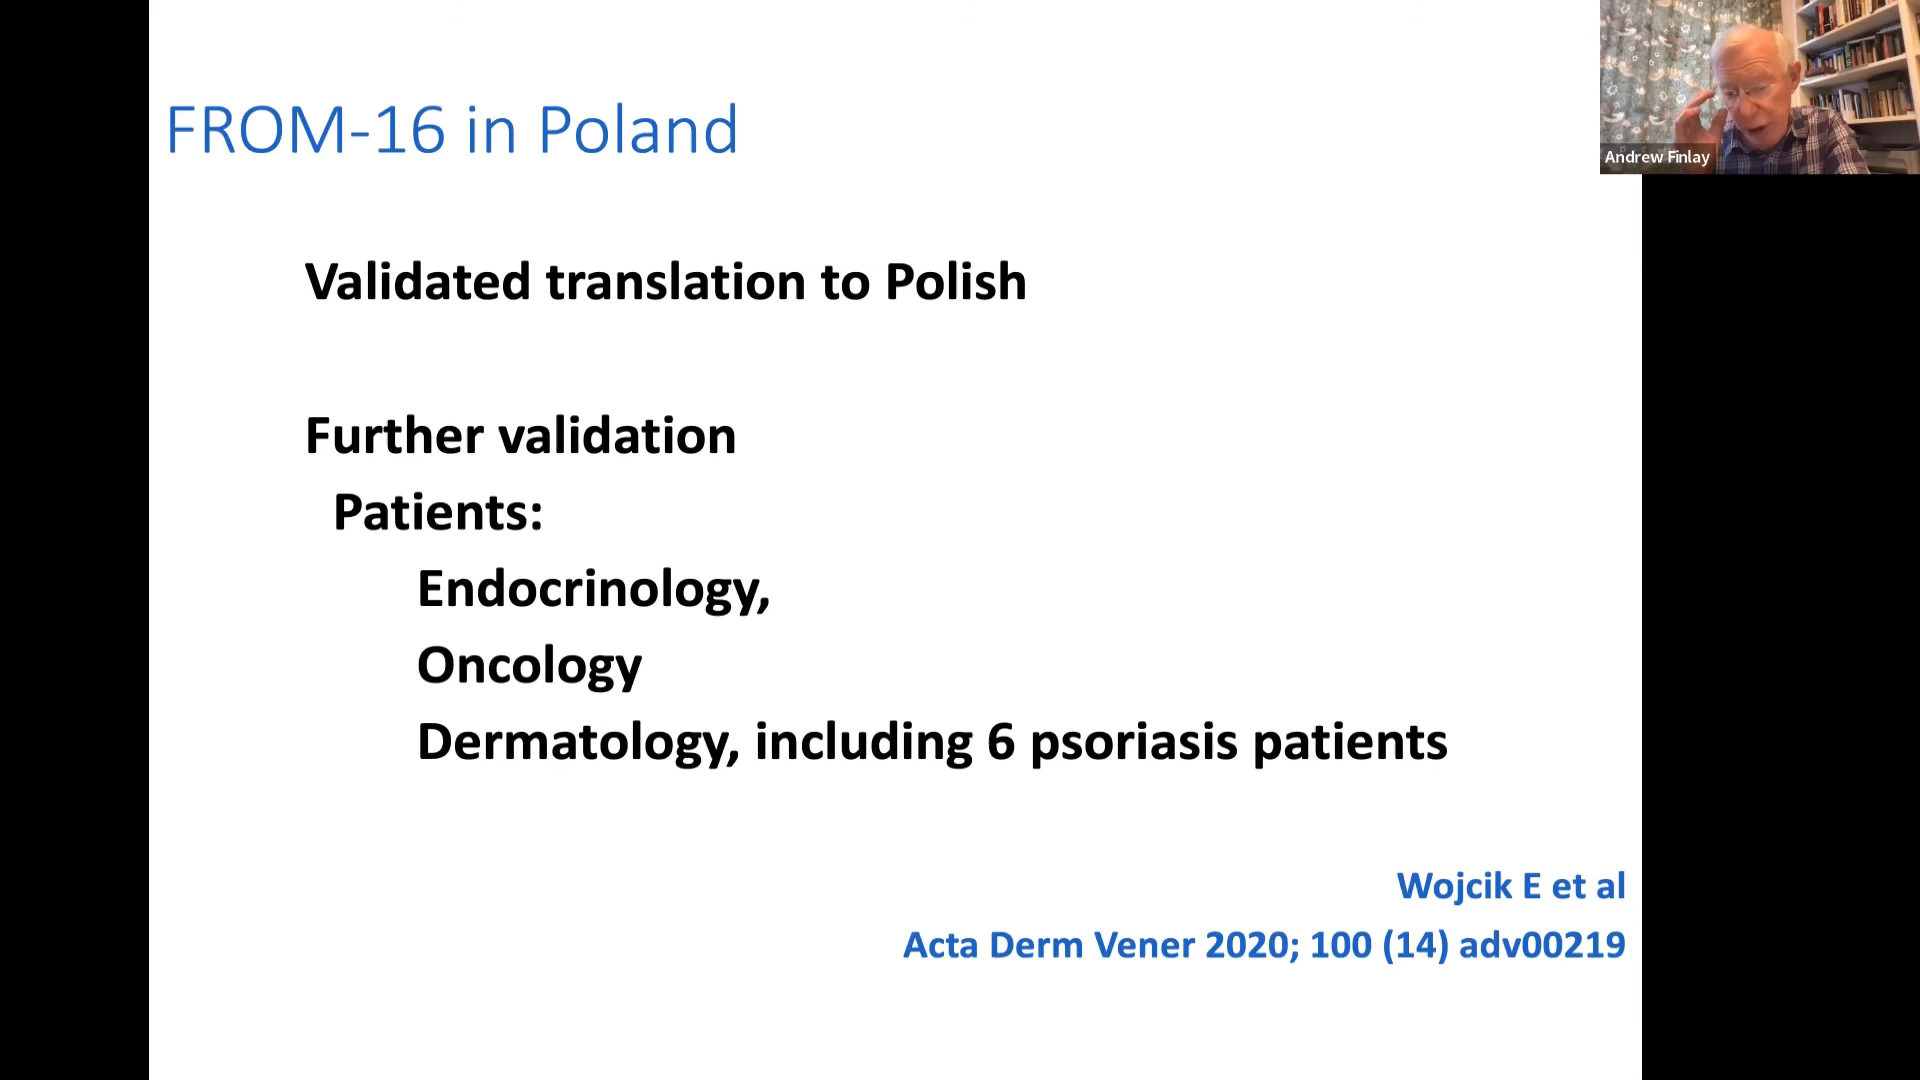 FROM-16 in Poland
Andrew Finlay
Validated translation to Polish
Further validation
Patients:
Endocrinology,
Oncology
Dermatology, including 6 psoriasis patients
Wojcik E et al
Acta Derm Vener 2020; 100 (14) adv00219